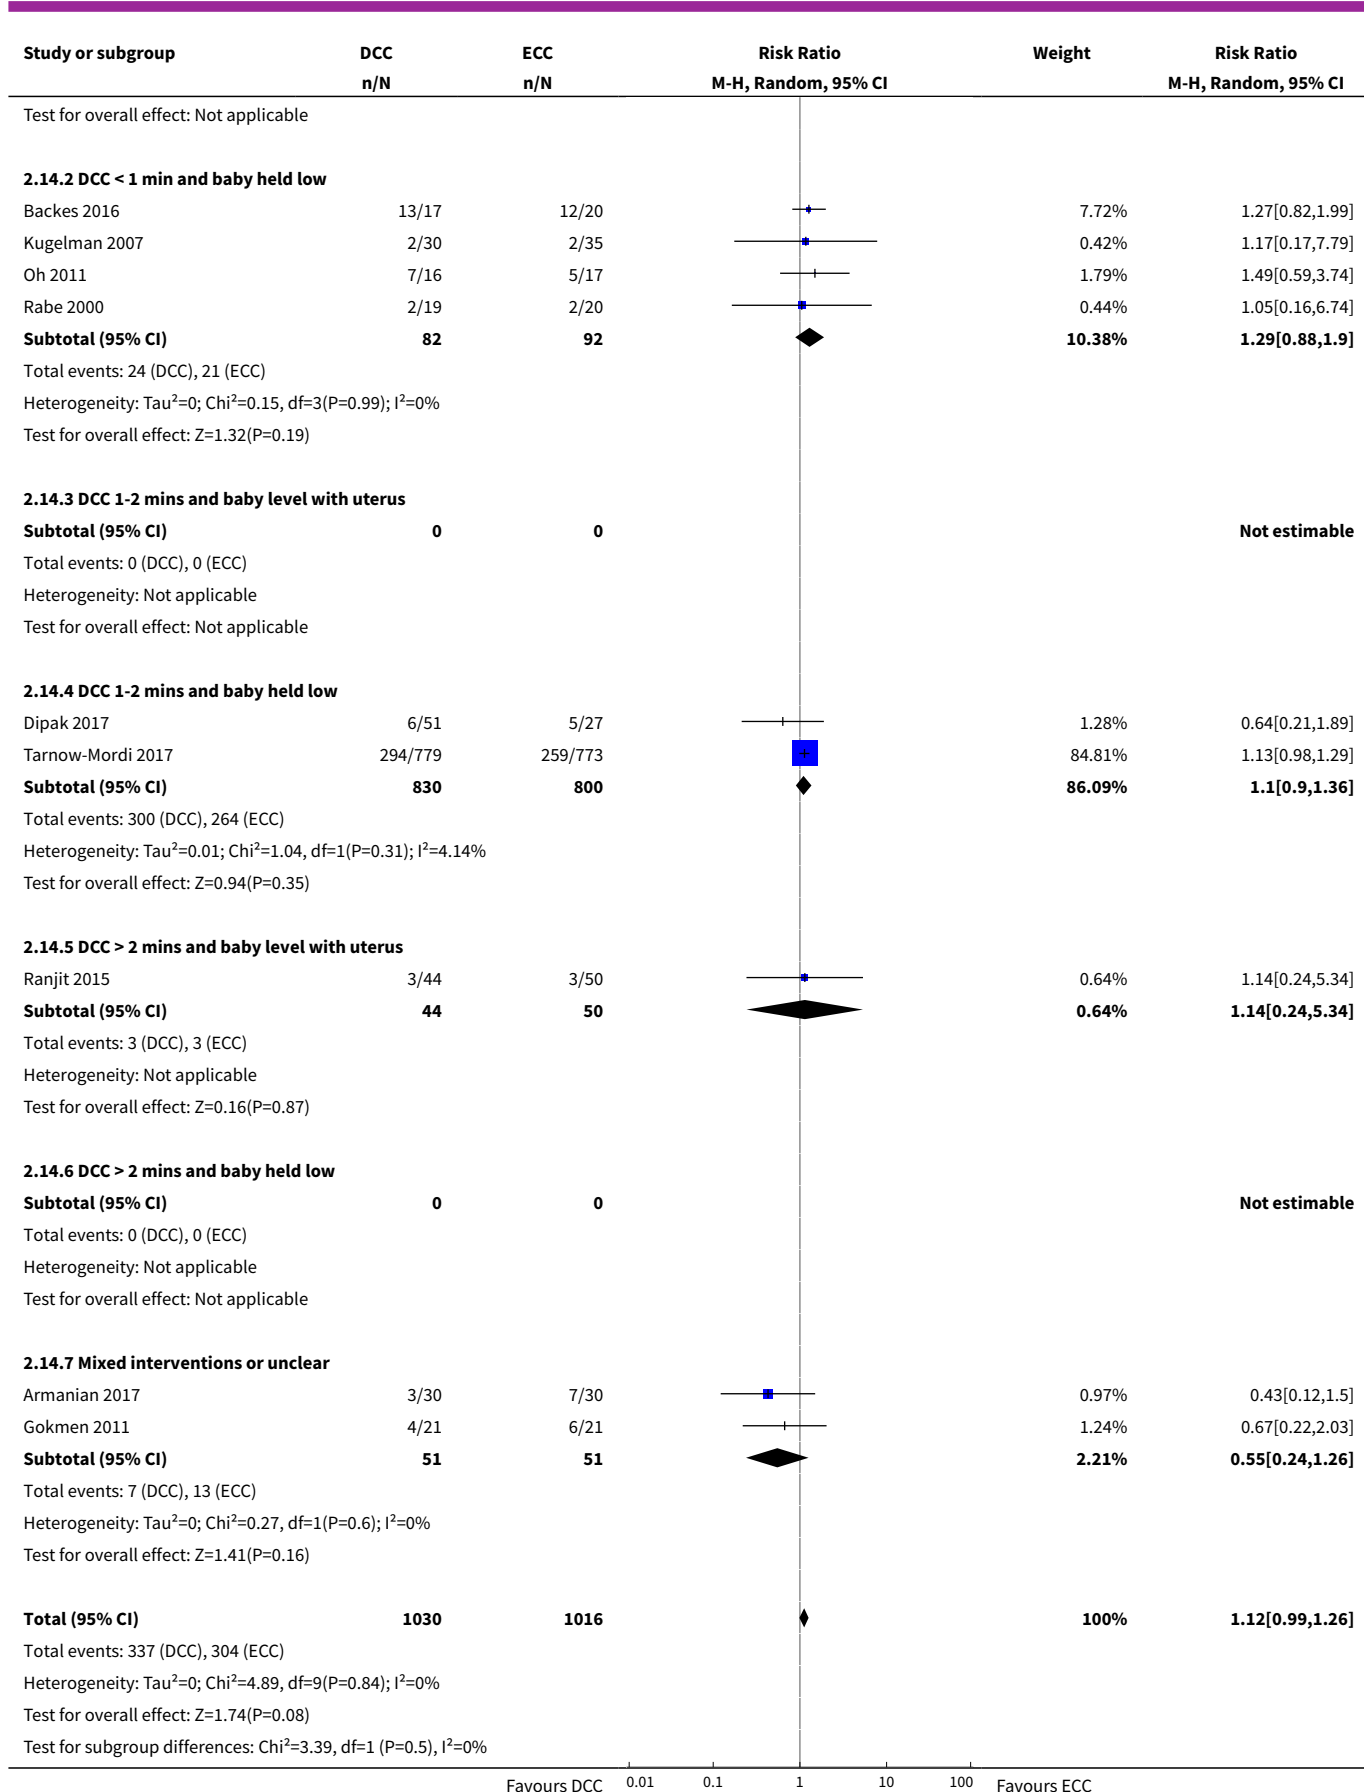 Study or subgroup DCC ECC Risk Ratio Weight Risk Ratio
n/N n/N M-H, Random, 95% CI M-H, Random, 95% CI
Test for overall effect: Not applicable
2.14.2 DCC < 1 min and baby held low
Backes 2016 13/17 12/20 7.72% 1.27[0.82,1.99]
Kugelman 2007 2/30 2/35 0.42% 1.17[0.17,7.79]
Oh 2011 7/16 5/17 1.79% 1.49[0.59,3.74]
Rabe 2000 2/19 2/20 0.44% 1.05[0.16,6.74]
Subtotal (95% CI) 82 92 10.38% 1.29[0.88,1.9]
Total events: 24 (DCC), 21 (ECC)
Heterogeneity: Tau²=0; Chi²=0.15, df=3(P=0.99); I²=0%
Test for overall effect: Z=1.32(P=0.19)
2.14.3 DCC 1-2 mins and baby level with uterus
Subtotal (95% CI) 0 0 Not estimable
Total events: 0 (DCC), 0 (ECC)
Heterogeneity: Not applicable
Test for overall effect: Not applicable
2.14.4 DCC 1-2 mins and baby held low
Dipak 2017 6/51 5/27 1.28% 0.64[0.21,1.89]
Tarnow-Mordi 2017 294/779 259/773 84.81% 1.13[0.98,1.29]
Subtotal (95% CI) 830 800 86.09% 1.1[0.9,1.36]
Total events: 300 (DCC), 264 (ECC)
Heterogeneity: Tau²=0.01; Chi²=1.04, df=1(P=0.31); I²=4.14%
Test for overall effect: Z=0.94(P=0.35)
2.14.5 DCC > 2 mins and baby level with uterus
Ranjit 2015 3/44 3/50 0.64% 1.14[0.24,5.34]
Subtotal (95% CI) 44 50 0.64% 1.14[0.24,5.34]
Total events: 3 (DCC), 3 (ECC)
Heterogeneity: Not applicable
Test for overall effect: Z=0.16(P=0.87)
2.14.6 DCC > 2 mins and baby held low
Subtotal (95% CI) 0 0 Not estimable
Total events: 0 (DCC), 0 (ECC)
Heterogeneity: Not applicable
Test for overall effect: Not applicable
2.14.7 Mixed interventions or unclear
Armanian 2017 3/30 7/30 0.97% 0.43[0.12,1.5]
Gokmen 2011 4/21 6/21 1.24% 0.67[0.22,2.03]
Subtotal (95% CI) 51 51 2.21% 0.55[0.24,1.26]
Total events: 7 (DCC), 13 (ECC)
Heterogeneity: Tau²=0; Chi²=0.27, df=1(P=0.6); I²=0%
Test for overall effect: Z=1.41(P=0.16)
Total (95% CI) 1030 1016 100% 1.12[0.99,1.26]
Total events: 337 (DCC), 304 (ECC)
Heterogeneity: Tau²=0; Chi²=4.89, df=9(P=0.84); I²=0%
Test for overall effect: Z=1.74(P=0.08)
Test for subgroup differences: Chi²=3.39, df=1 (P=0.5), I²=0%
Favours DCC 0.01 0.1 1 10 100 Favours ECC